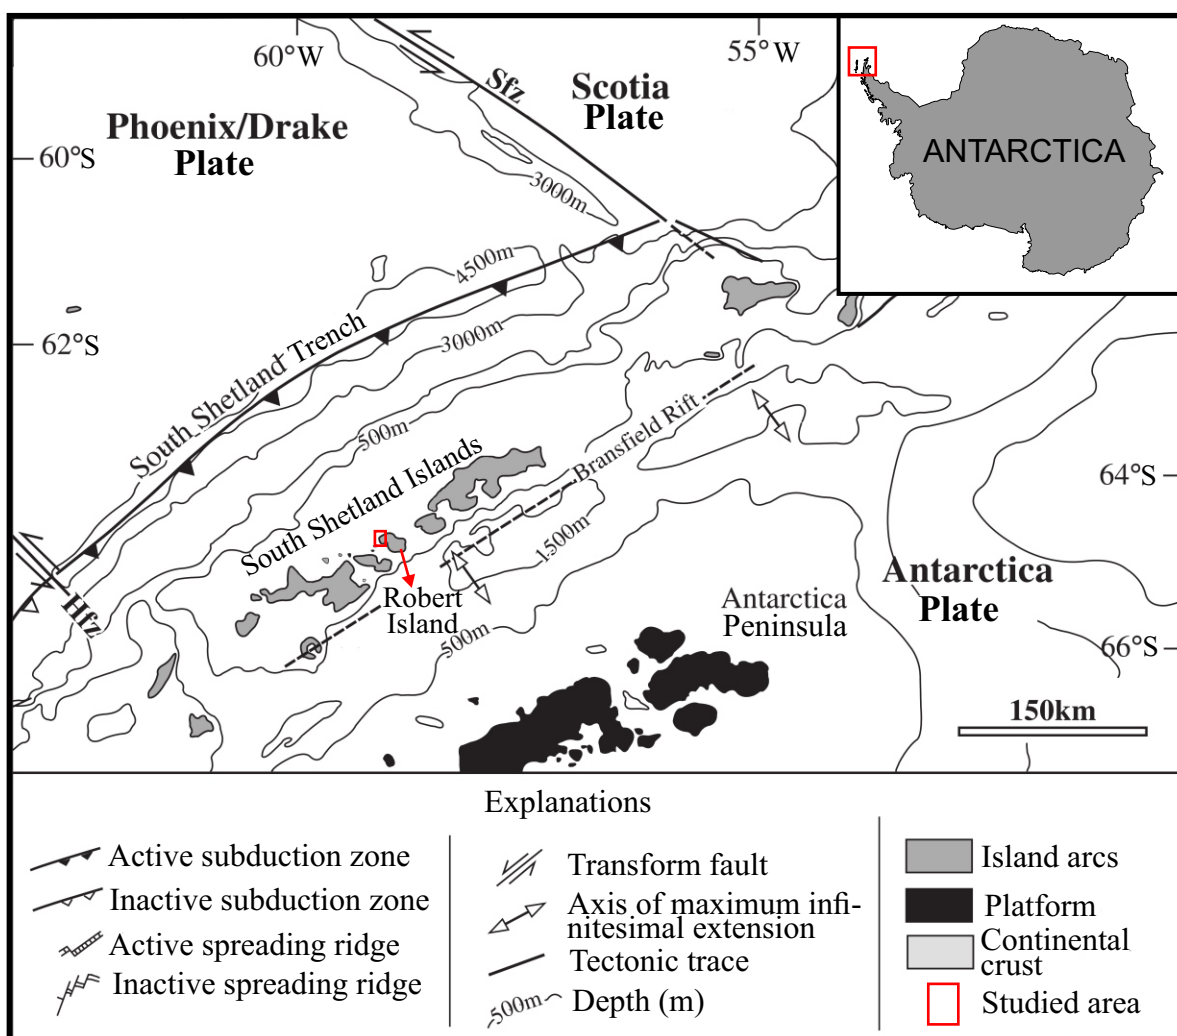 60°W
55°W
Sfz
Scotia
Plate
Phoenix/Drake
Plate
60°S
ANTARCTICA
3000m
4500m
62°S
South Shetland Trench
3000m
500m
Bransfield Rift
64°S
South Shetland Islands
1500m
Hfz
Robert
Island
500m
Antarctica
Peninsula
Antarctica
Plate
66°S
150km
Explanations
Active subduction zone
Inactive subduction zone
Active spreading ridge
Inactive spreading ridge
Transform fault
Axis of maximum infi-
nitesimal extension
Tectonic trace
500m
Depth (m)
Island arcs
Platform
Continental
crust
Studied area